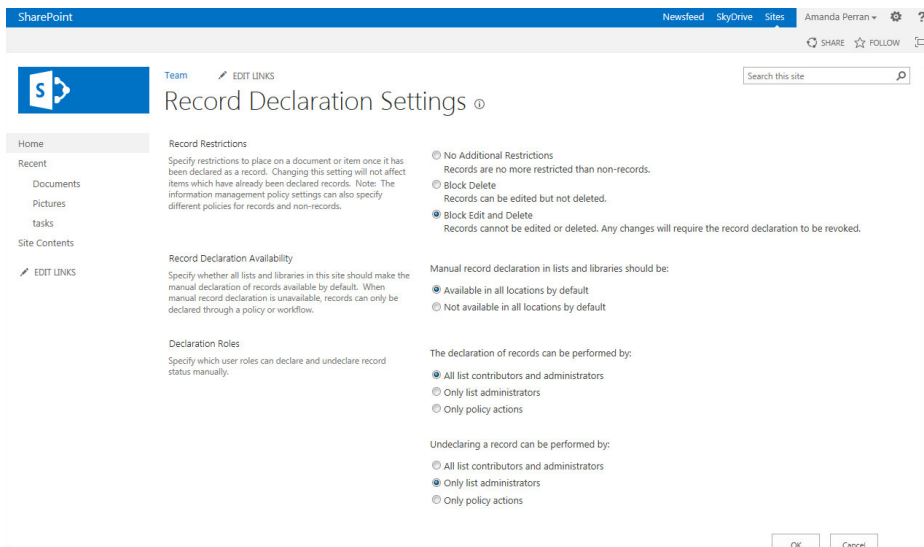 SharePoint
Newsfeed SkyDrive Sites Amanda Perran ?
SHARE FOLLOW
S
Team EDIT LINKS
Search this site
Record Declaration Settings
Home
Recent
Documents
Pictures
tasks
Site Contents
EDIT LINKS
Record Restrictions
Specify restrictions to place on a document or item once it has
been declared as a record. Changing this setting will not affect
items which have already been declared records. Note: The
information management policy settings can also specify
different policies for records and non-records.
No Additional Restrictions
Records are no more restricted than non-records.
Block Delete
Records can be edited but not deleted.
Block Edit and Delete
Records cannot be edited or deleted. Any changes will require the record declaration to be revoked.
Record Declaration Availability
Specify whether all lists and libraries in this site should make the
manual declaration of records available by default. When
manual record declaration is unavailable, records can only be
declared through a policy or workflow.
Manual record declaration in lists and libraries should be:
Available in all locations by default
Not available in all locations by default
Declaration Roles
Specify which user roles can declare and undeclare record
status manually.
The declaration of records can be performed by:
All list contributors and administrators
Only list administrators
Only policy actions
Undeclaring a record can be performed by:
All list contributors and administrators
Only list administrators
Only policy actions
OK Cancel